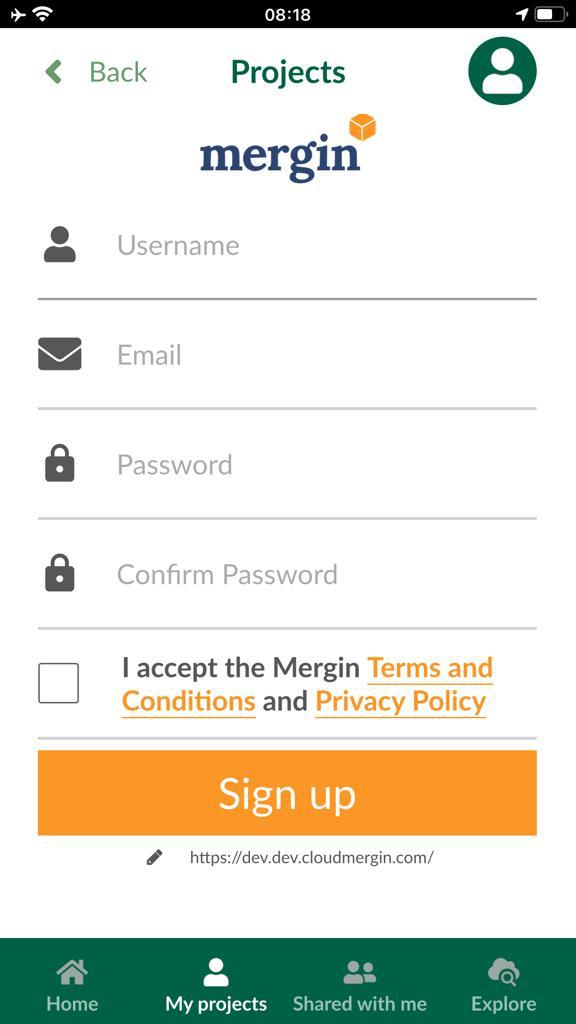 08:18
Back
Projects
mergin
Username
Email
Password
Confirm Password
I accept the Mergin Terms and
Conditions and Privacy Policy
Sign up
https://dev.dev.cloudmergin.com/
Home
My projects
Shared with me
Explore